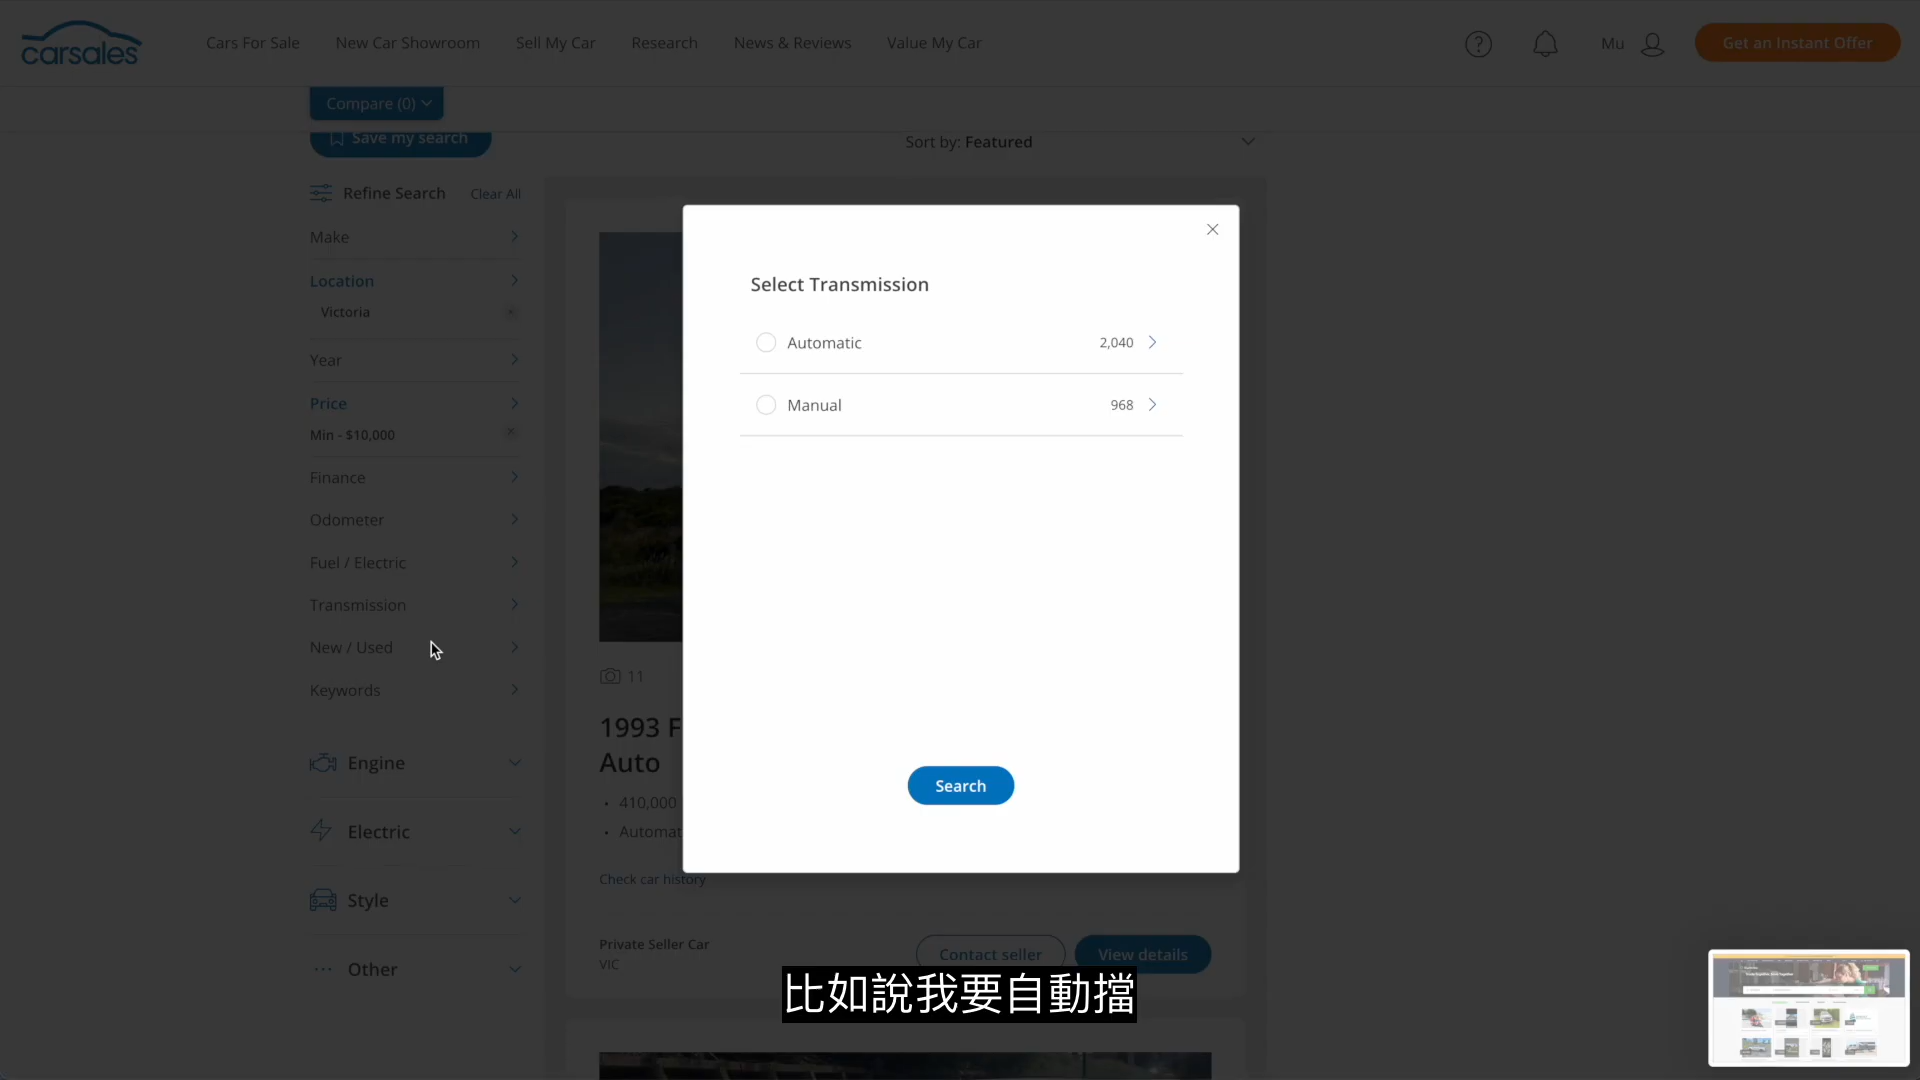 carsales
Cars For Sale
New Car Showroom
Sell My Car
Research
News & Reviews
Value My Car
?
Mu
Get an Instant Offer
Compare (0)
Save my search
Sort by: Featured
Refine Search
Clear All
Make
Location
Victoria
Year
Price
Min - $10,000
Finance
Odometer
Fuel / Electric
Transmission
New / Used
Keywords
Engine
Electric
Style
Other
Select Transmission
Automatic 2,040
Manual 968
Search
11
1993 F
Auto
410,000
Automat
Check car history
Private Seller Car
VIC
Contact seller
View details
比如說我要自動擋